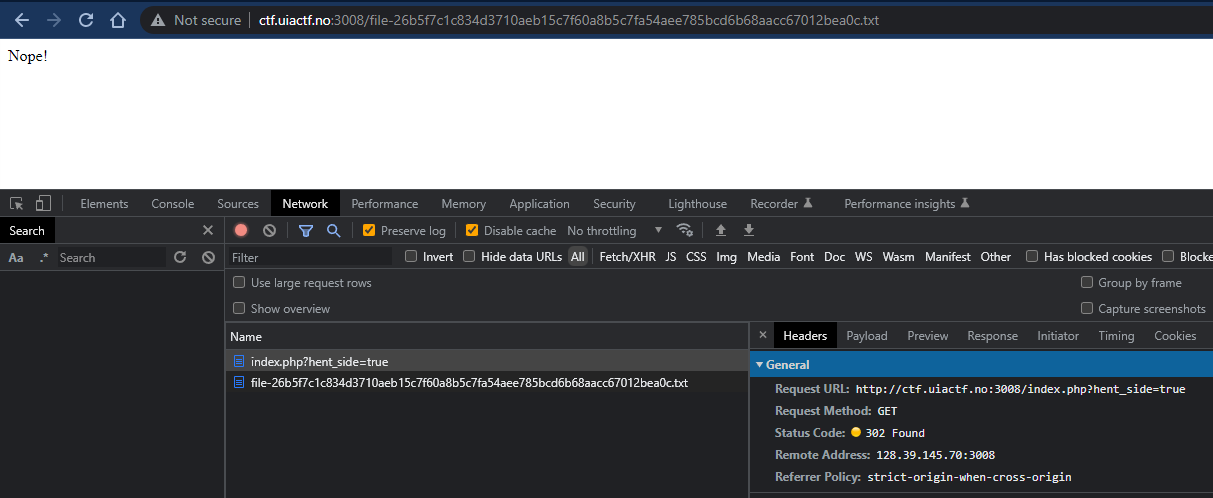 Not secure | ctf.uiactf.no:3008/file-26b5f7c1c834d3710aeb15c7f60a8b5c7fa54aee785bcd6b68aacc67012bea0c.txt
Nope!
Elements Console Sources Network Performance Memory Application Security Lighthouse Recorder Performance insights
Search
Preserve log Disable cache No throttling
Aa .* Search
Filter Invert Hide data URLs All Fetch/XHR JS CSS Img Media Font Doc WS Wasm Manifest Other Has blocked cookies Blocke
Use large request rows Group by frame
Show overview Capture screenshots
Name
Headers Payload Preview Response Initiator Timing Cookies
index.php?hent_side=true
General
file-26b5f7c1c834d3710aeb15c7f60a8b5c7fa54aee785bcd6b68aacc67012bea0c.txt
Request URL: http://ctf.uiactf.no:3008/index.php?hent_side=true
Request Method: GET
Status Code: 302 Found
Remote Address: 128.39.145.70:3008
Referrer Policy: strict-origin-when-cross-origin